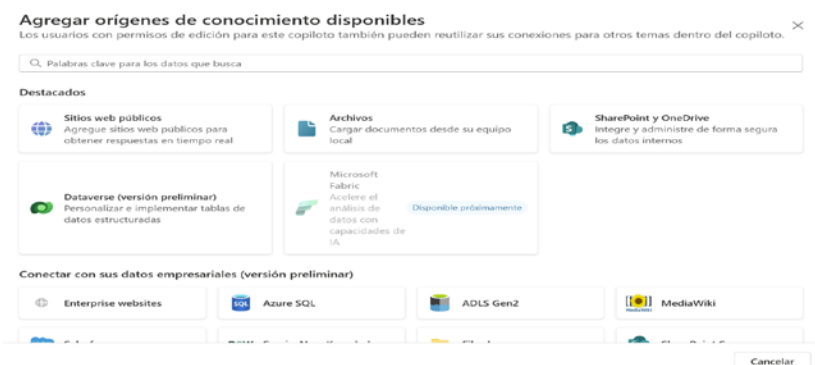 Agregar orígenes de conocimiento disponibles
Los usuarios con permisos de edición para este copiloto también pueden reutilizar sus conexiones para otros temas dentro del copiloto.
Palabras clave para los datos que busca
Destacados
Sitios web públicos
Agregue sitios web públicos para
obtener respuestas en tiempo real
Archivos
Cargar documentos desde su equipo
local
SharePoint y OneDrive
Integre y administre de forma segura
los datos internos
Dataverse (versión preliminar)
Personalizar e implementar tablas de
datos estructuradas
Microsoft
Fabric
Acelere el
análisis de
datos con
capacidades de
IA
Disponible próximamente
Conectar con sus datos empresariales (versión preliminar)
Enterprise websites
SQL
Azure SQL
ADLS Gen2
MediaWiki
MediaWiki
Cancelar